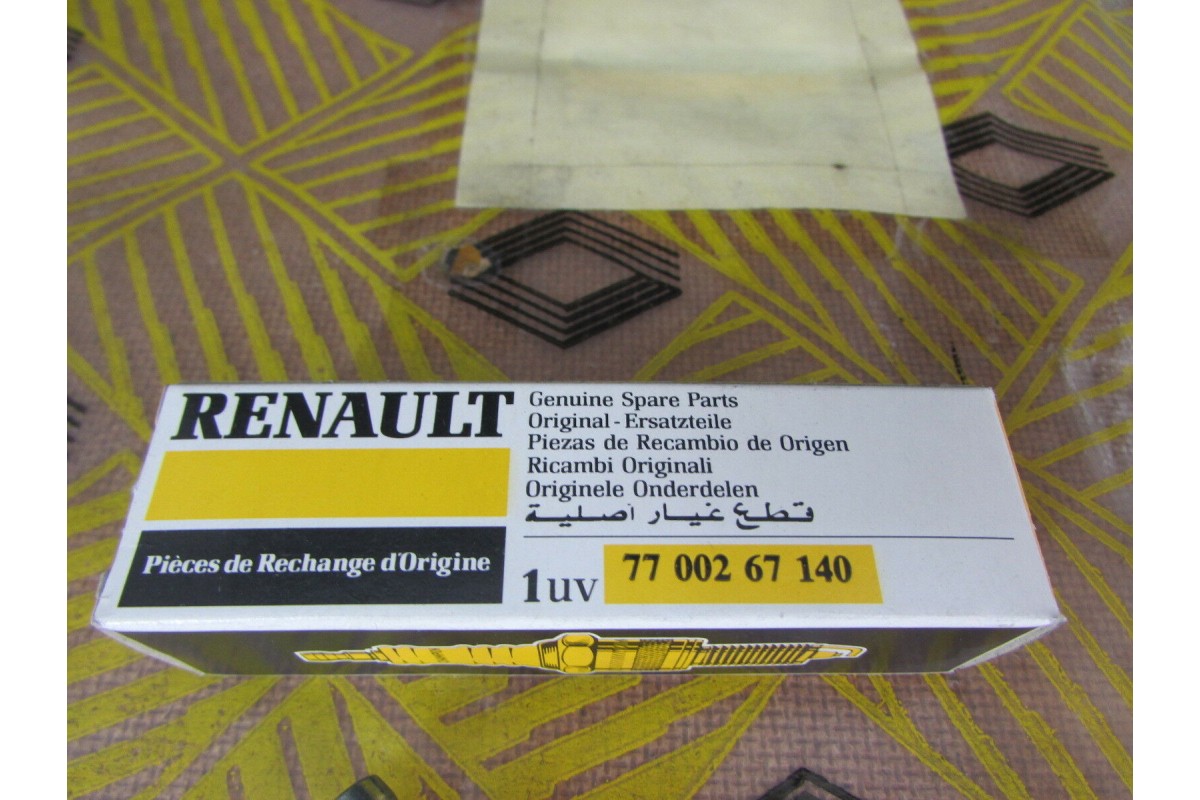 RENAULT
Pièces de Rechange d'Origine
Genuine Spare Parts
Original-Ersatzteile
Piezas de Recambio de Origen
Ricambi Originali
Originele Onderdelen
قطع غيار أصلية
1uv
77 002 67 140